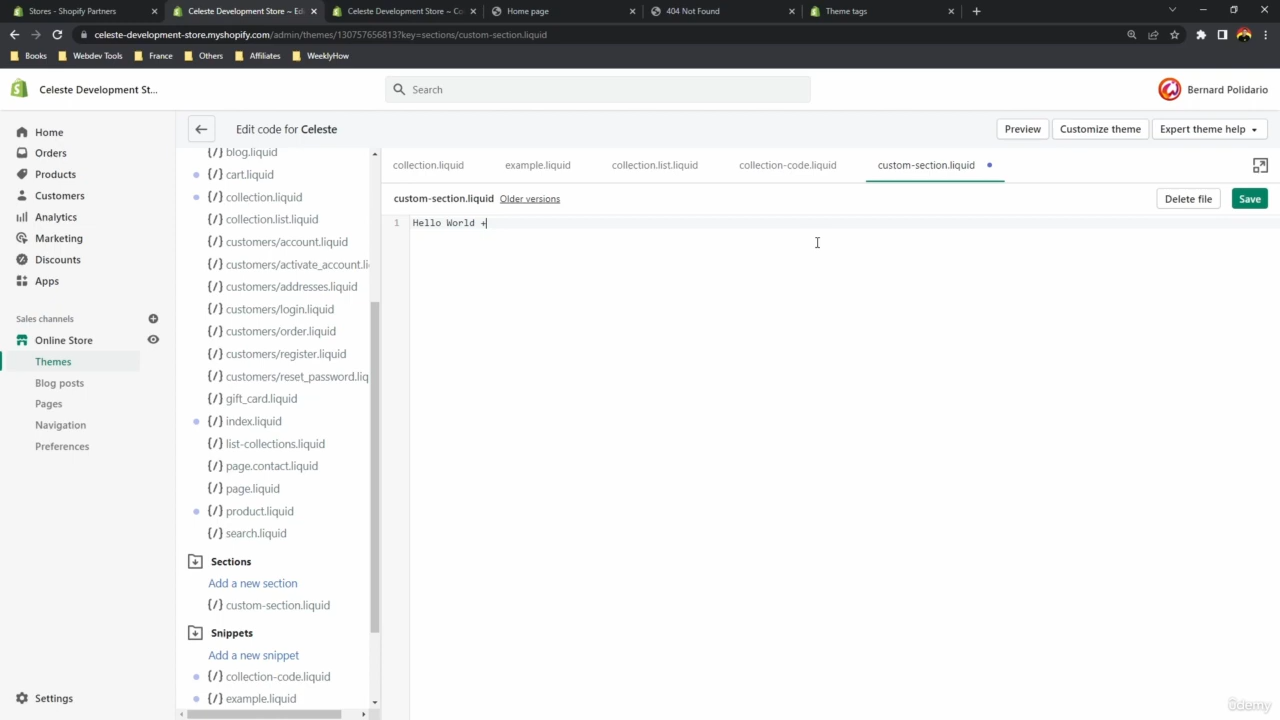 Stores - Shopify Partners
Celeste Development Store ~ Edi
Celeste Development Store ~ Co
Home page
404 Not Found
Theme tags
celeste-development-store.myshopify.com/admin/themes/130757656813?key=sections/custom-section.liquid
Books
Webdev Tools
France
Others
Affiliates
WeeklyHow
Celeste Development St...
Search
Bernard Polidario
Home
Orders
Products
Customers
Analytics
Marketing
Discounts
Apps
Sales channels
Online Store
Themes
Blog posts
Pages
Navigation
Preferences
Settings
Edit code for Celeste
Preview
Customize theme
Expert theme help
{/} blog.liquid
{/} cart.liquid
{/} collection.liquid
{/} collection.list.liquid
{/} customers/account.liquid
{/} customers/activate_account.li
{/} customers/addresses.liquid
{/} customers/login.liquid
{/} customers/order.liquid
{/} customers/register.liquid
{/} customers/reset_password.liq
{/} gift_card.liquid
{/} index.liquid
{/} list-collections.liquid
{/} page.contact.liquid
{/} page.liquid
{/} product.liquid
{/} search.liquid
Sections
Add a new section
{/} custom-section.liquid
Snippets
Add a new snippet
{/} collection-code.liquid
{/} example.liquid
collection.liquid
example.liquid
collection.list.liquid
collection-code.liquid
custom-section.liquid
custom-section.liquid Older versions
Delete file
Save
1 Hello World +
ûdemy